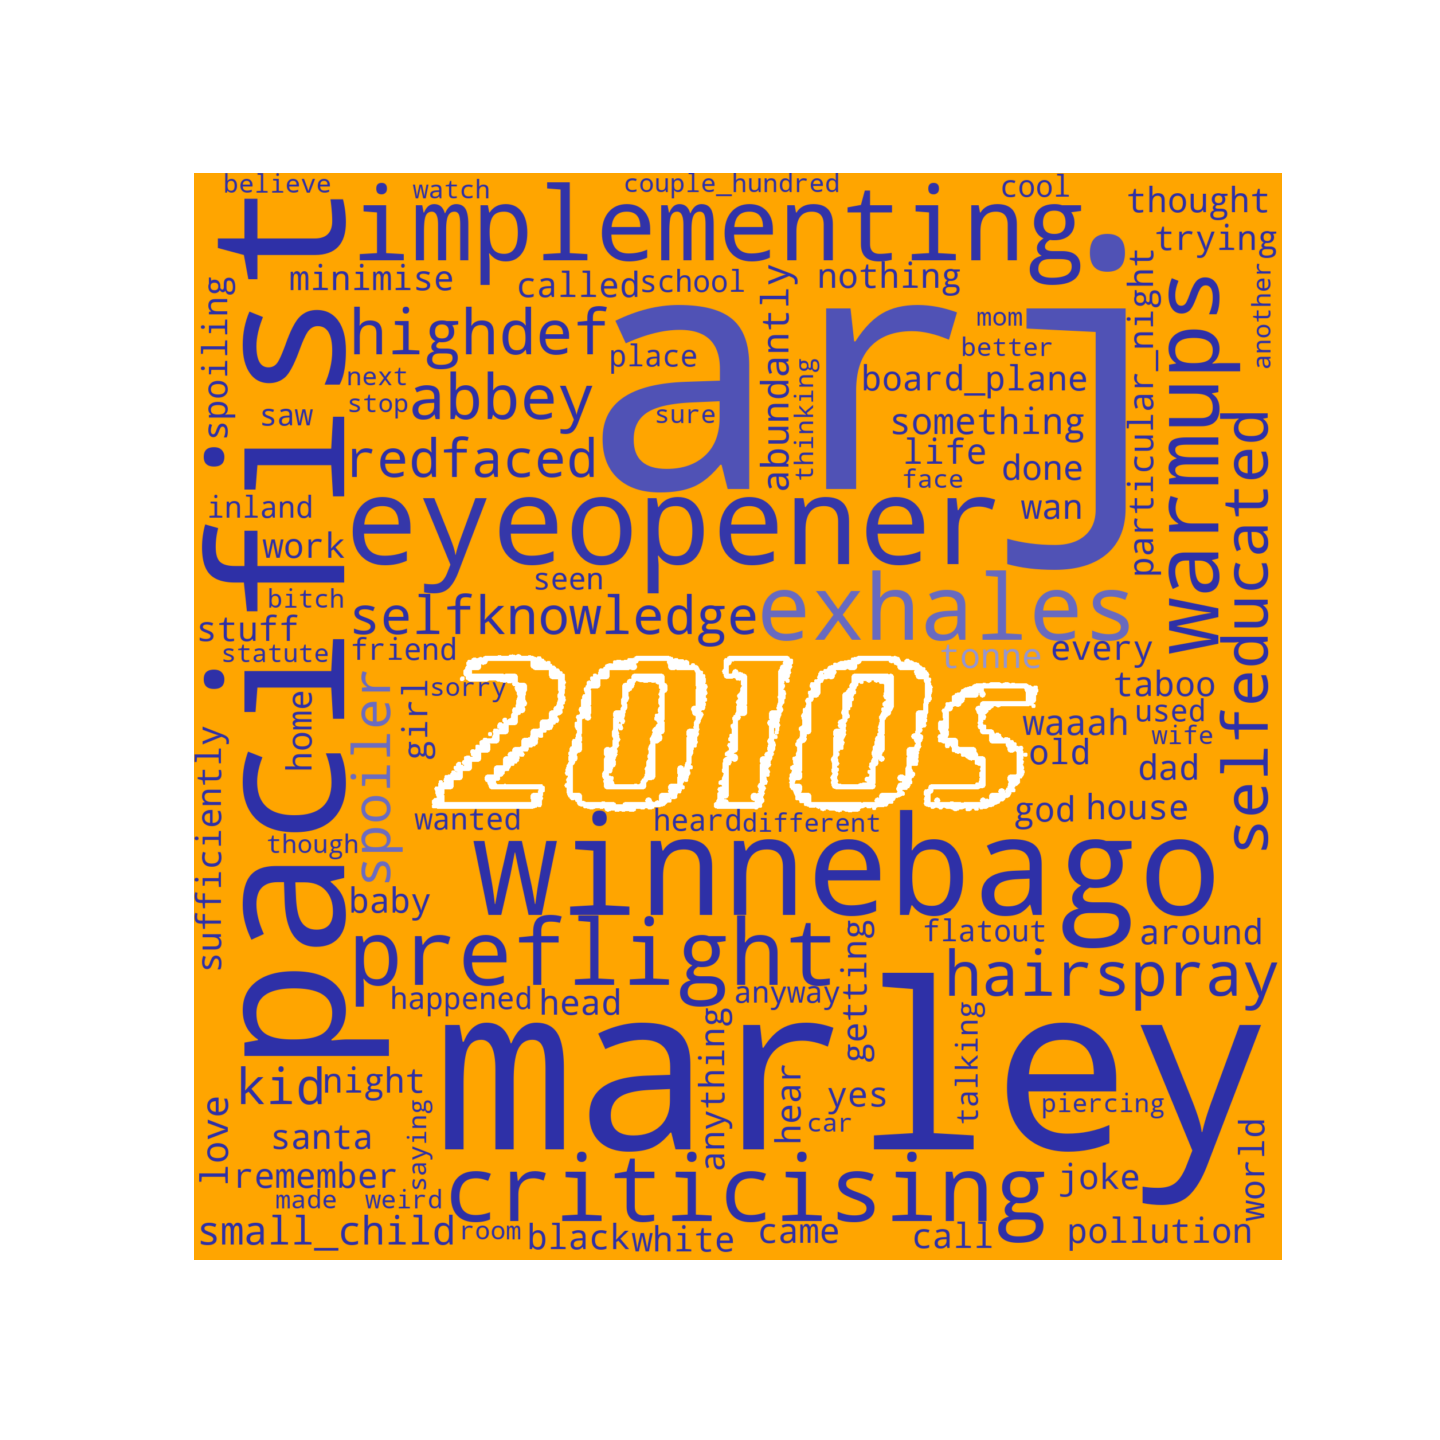 believe
watch
couple_hundred
cool
implementing
thought
trying
minimise
called
school
nothing
another
spoiling
pacifist
highdef
arj
abundantly
particular_night
warmups
mom
place
better
next
board_plane
thinking
stop
abbey
saw
sure
something
selfeducated
redfaced
life
done
face
inland
eyeopener
wan
work
seen
exhales
bitch
selfknowledge
stuff
statute
friend
tonne
every
spoiler
girl
sorry
2010s
taboo
home
waaah
used
old
wife
dad
sufficiently
god
house
wanted
heard
different
though
winnebago
baby
preflight
getting
flatout
around
hairspray
happened
head
anyway
marley
anything
talking
kid
night
hear
yes
piercing
love
saying
car
santa
world
remember
criticising
joke
made
weird
small_child
room
black
white
came
call
pollution